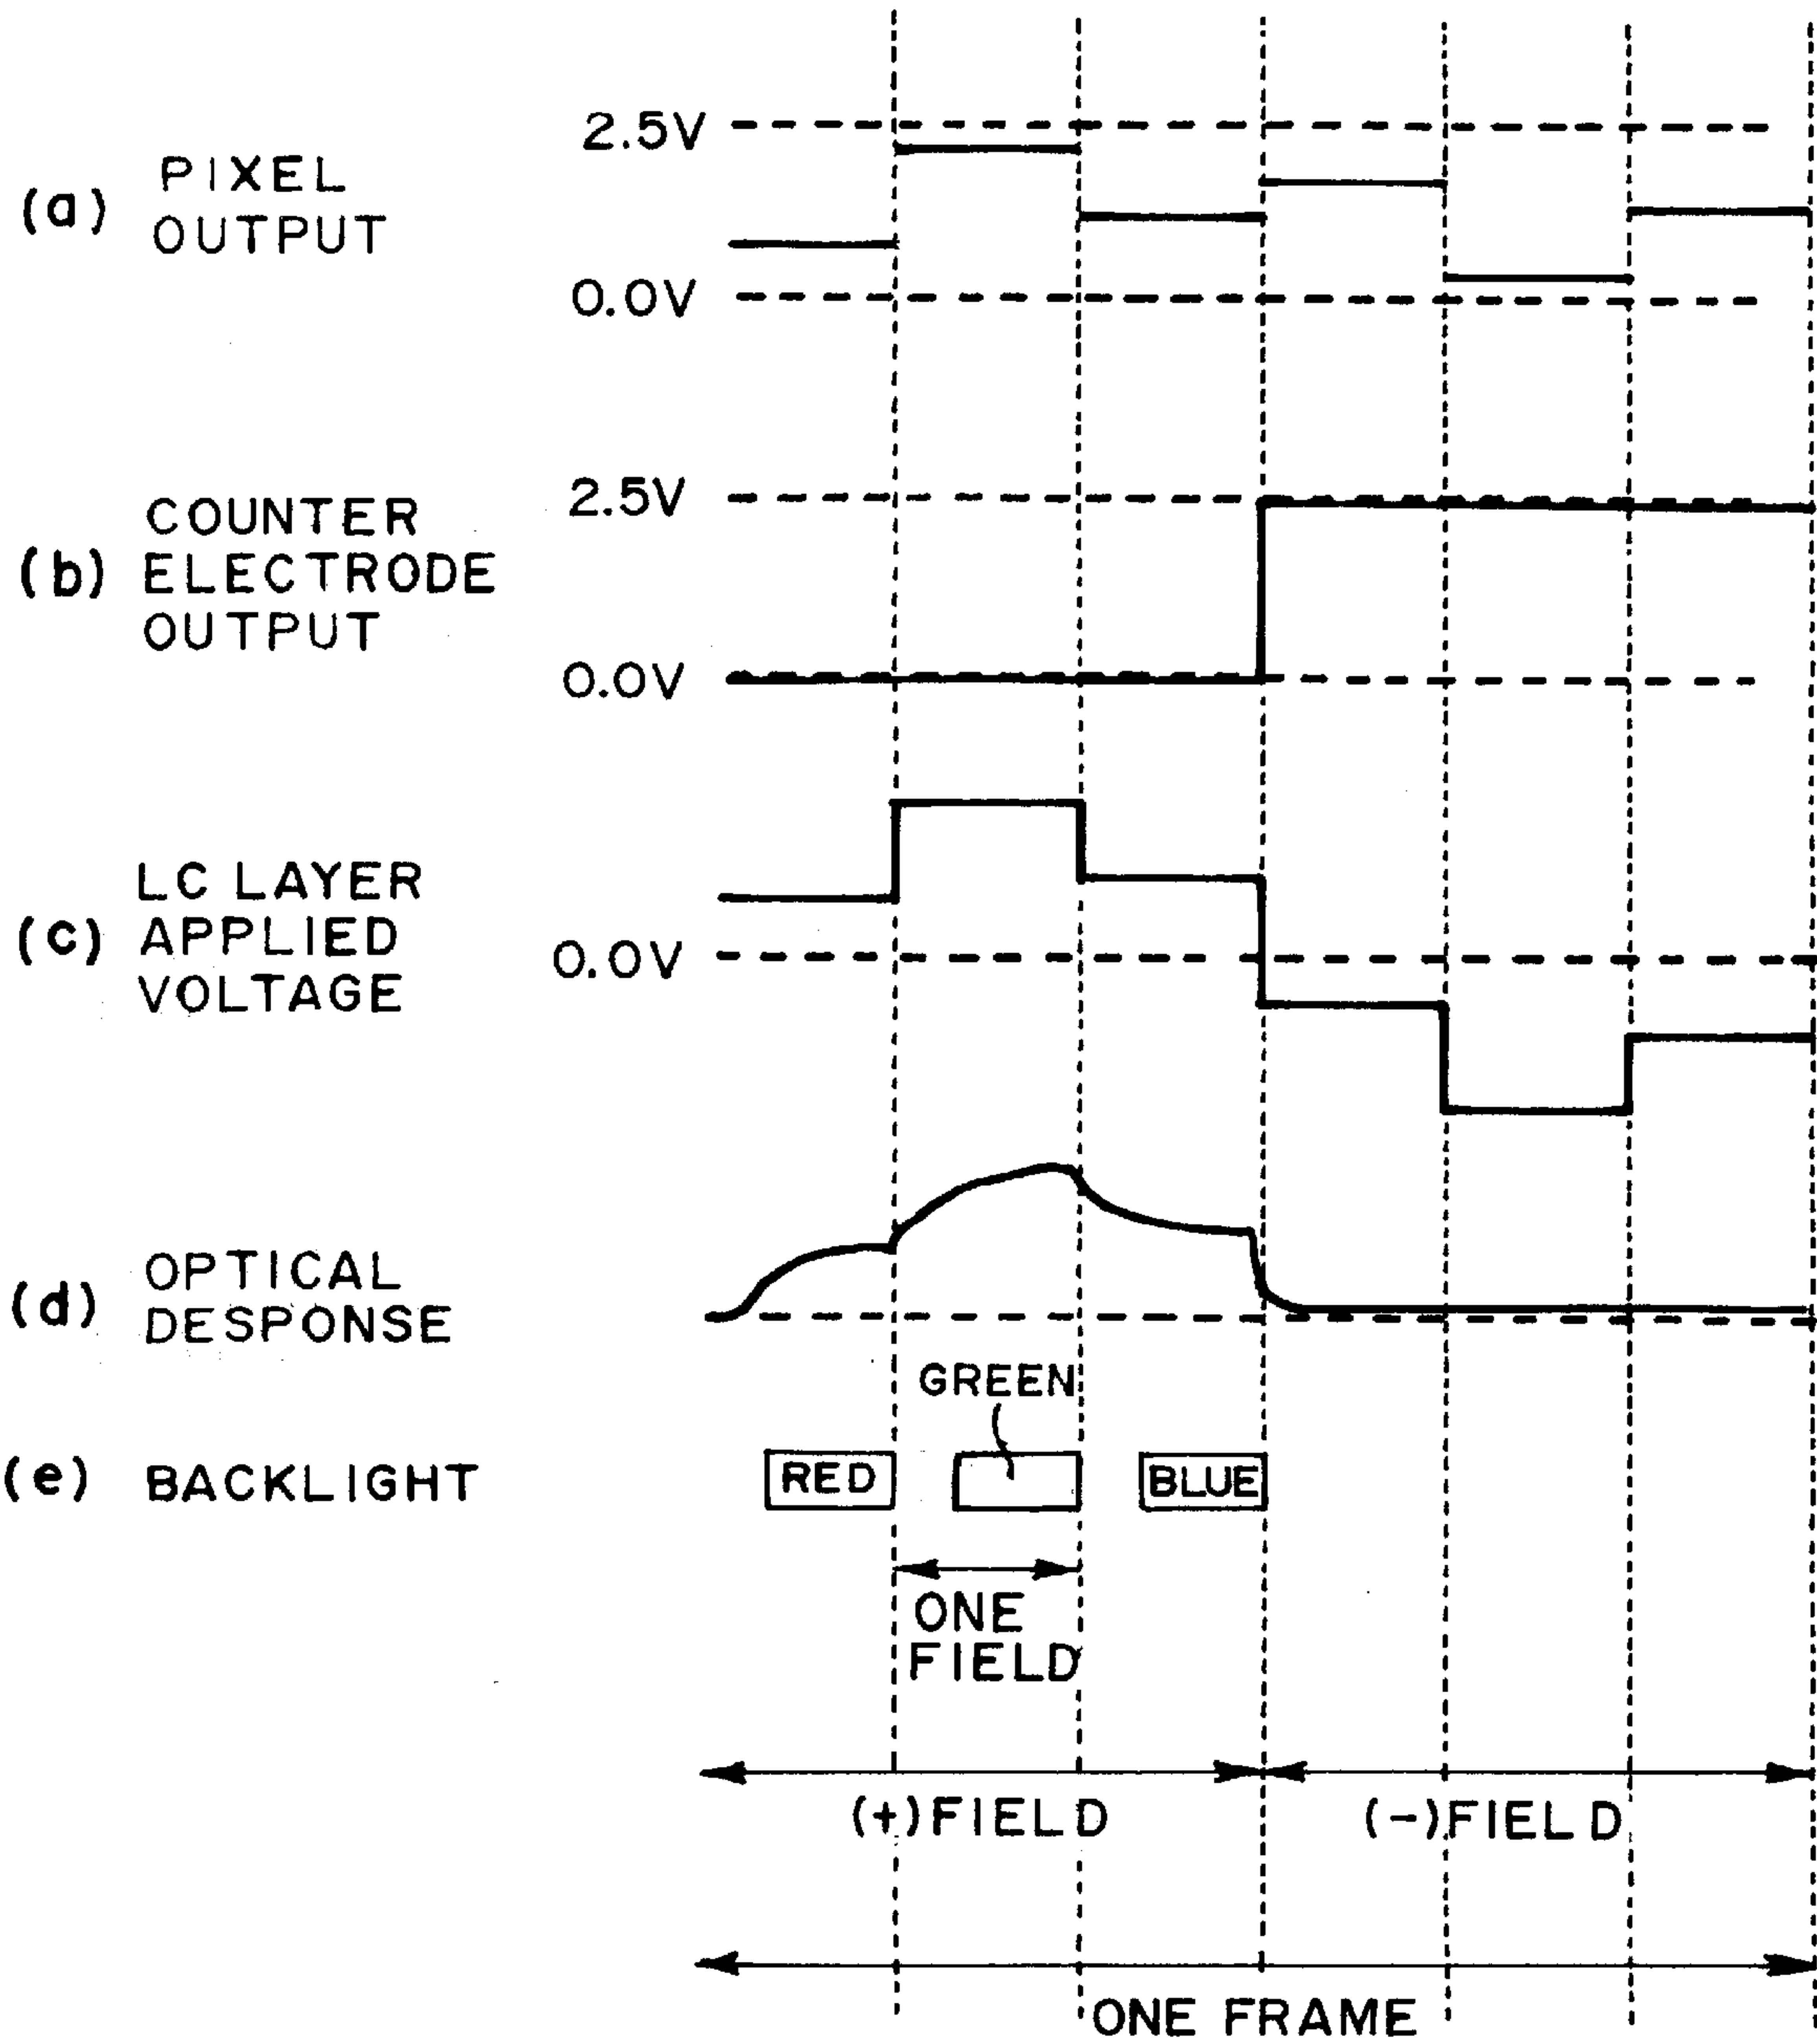 (a) PIXEL
OUTPUT
2.5V
0.0V
(b) COUNTER
ELECTRODE
OUTPUT
2.5V
0.0V
(c) LC LAYER
APPLIED
VOLTAGE
0.0V
(d) OPTICAL
DESPONSE
GREEN
(e) BACKLIGHT
RED
BLUE
ONE
FIELD
(+)FIELD
(-)FIELD
ONE FRAME